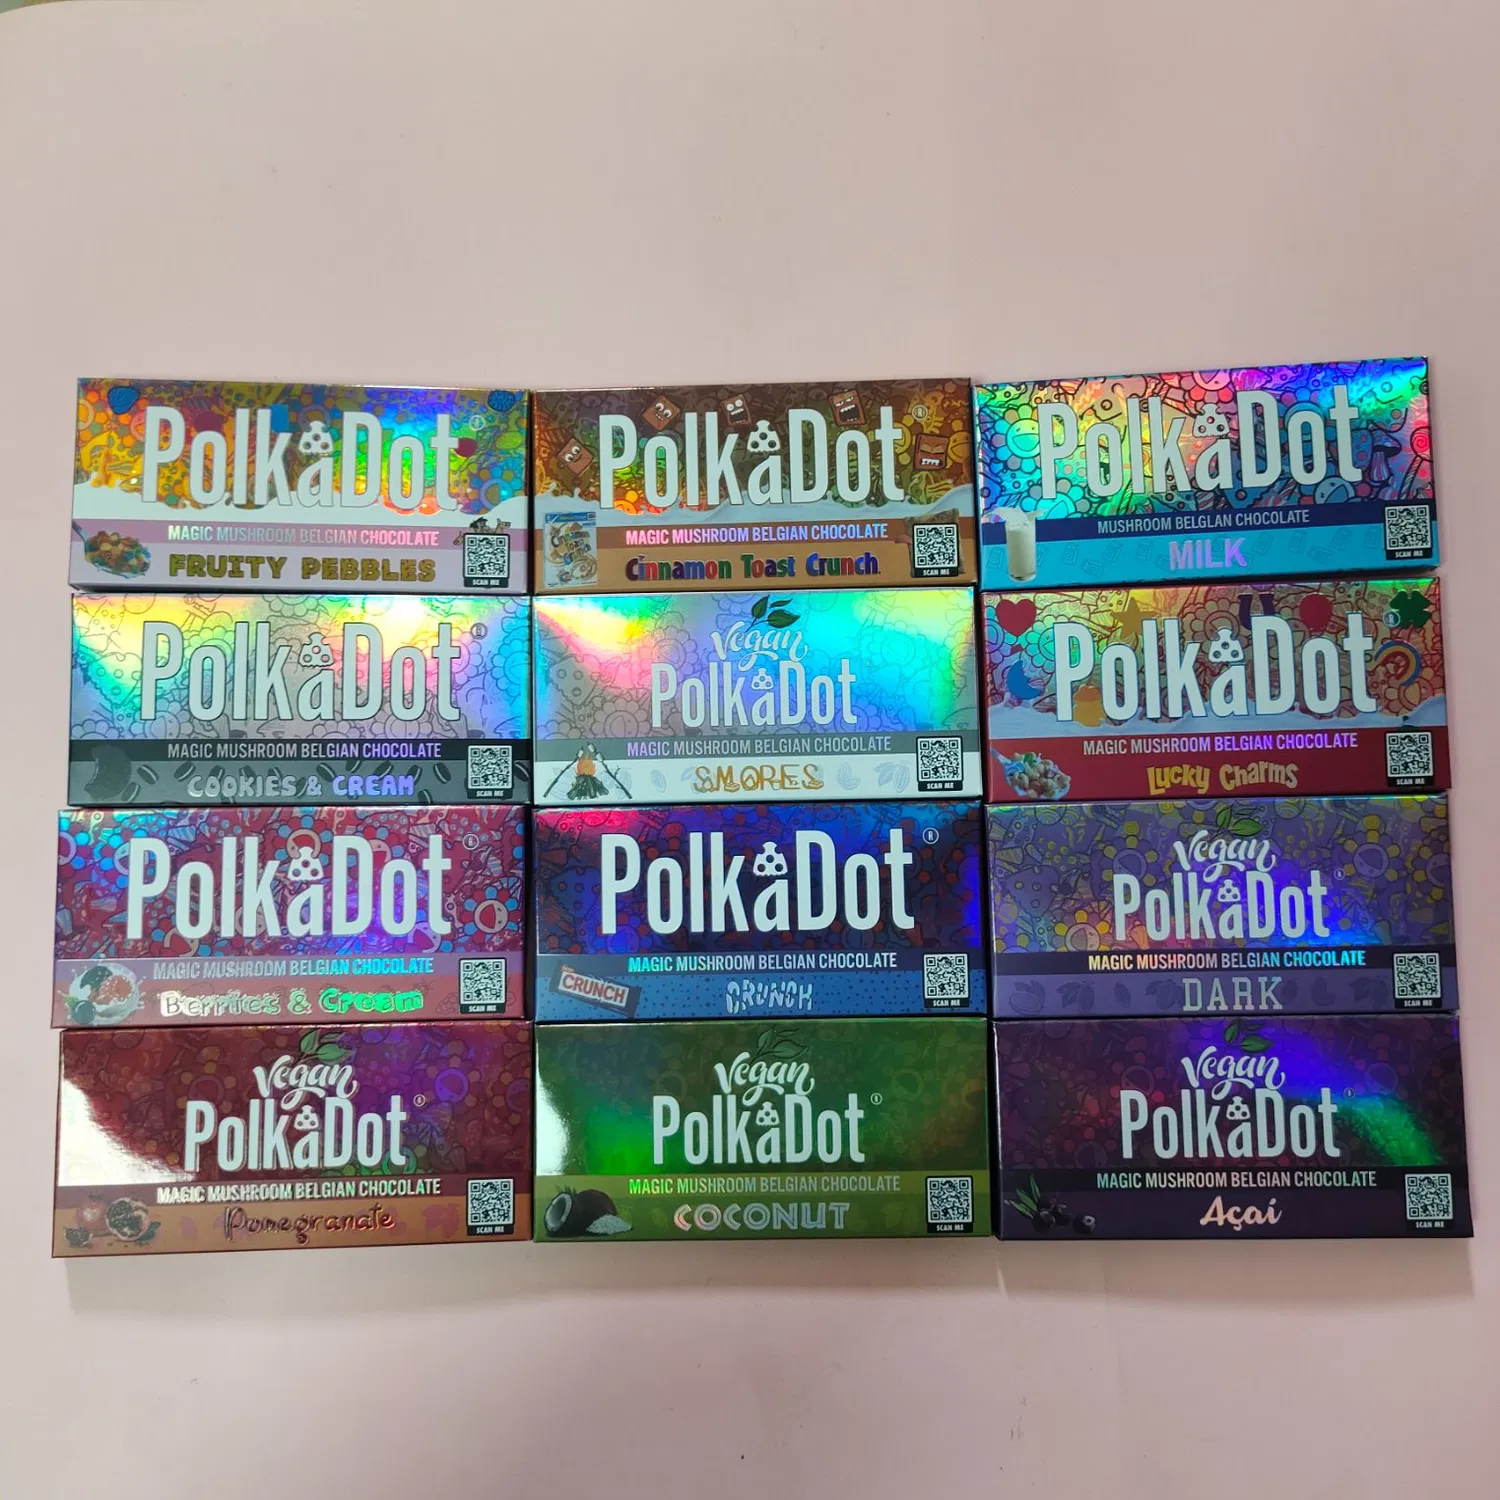 PolkaDot ®
MAGIC MUSHROOM BELGIAN CHOCOLATE
FRUITY PEBBLES
SCAN ME
PolkaDot ®
MAGIC MUSHROOM BELGIAN CHOCOLATE
Cinnamon Toast Crunch
Cinnamon Toast Crunch
SCAN ME
PolkaDot
MUSHROOM BELGLAN CHOCOLATE
MILK
SCAN ME
PolkaDot ®
MAGIC MUSHROOM BELGIAN CHOCOLATE
COOKIES & CREAM
SCAN ME
Vegan
PolkaDot
MAGIC MUSHROOM BELGIAN CHOCOLATE
SMORES
SCAN ME
PolkaDot ®
MAGIC MUSHROOM BELGIAN CHOCOLATE
Lucky Charms
SCAN ME
PolkaDot ®
MAGIC MUSHROOM BELGIAN CHOCOLATE
Berries & Cream
SCAN ME
PolkaDot ®
MAGIC MUSHROOM BELGIAN CHOCOLATE
CRUNCH
CRUNCH
SCAN ME
Vegan
PolkaDot
MAGIC MUSHROOM BELGIAN CHOCOLATE
DARK
SCAN ME
Vegan
PolkaDot ®
MAGIC MUSHROOM BELGIAN CHOCOLATE
Pomegranate
SCAN ME
Vegan
PolkaDot ®
MAGIC MUSHROOM BELGIAN CHOCOLATE
COCONUT
SCAN ME
Vegan
PolkaDot
MAGIC MUSHROOM BELGIAN CHOCOLATE
Açaí
SCAN ME